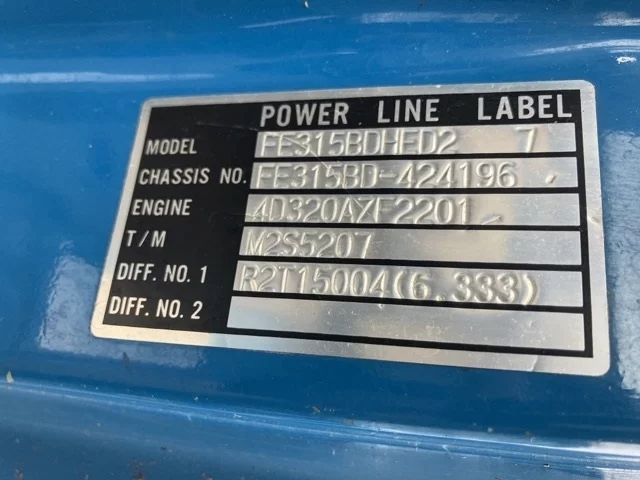 POWER LINE LABEL
MODEL FE315BDHED2 7
CHASSIS NO. FE315BD-424196
ENGINE 4D320AXF2201
T/M M2S5207
DIFF. NO. 1 R2T15004(6.333)
DIFF. NO. 2